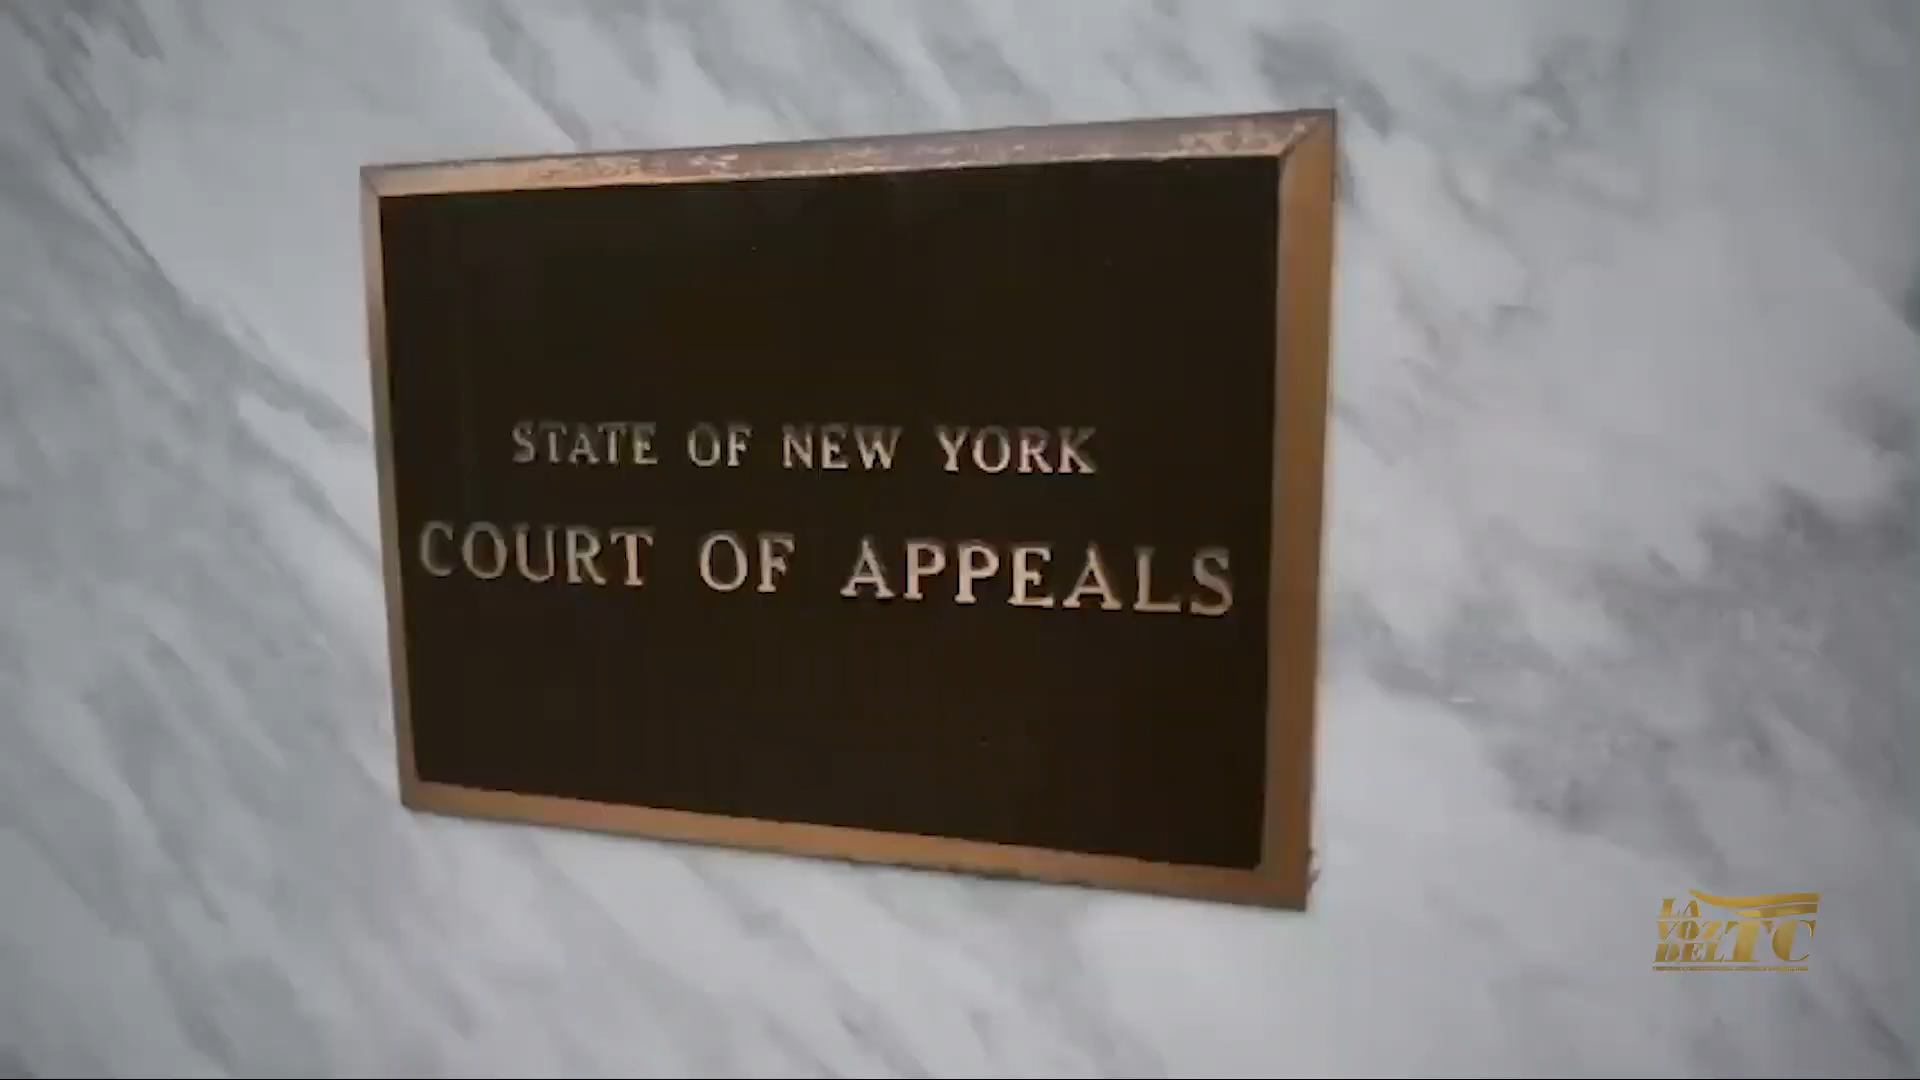 STATE OF NEW YORK
COURT OF APPEALS
LA
VOZ
DEL TC